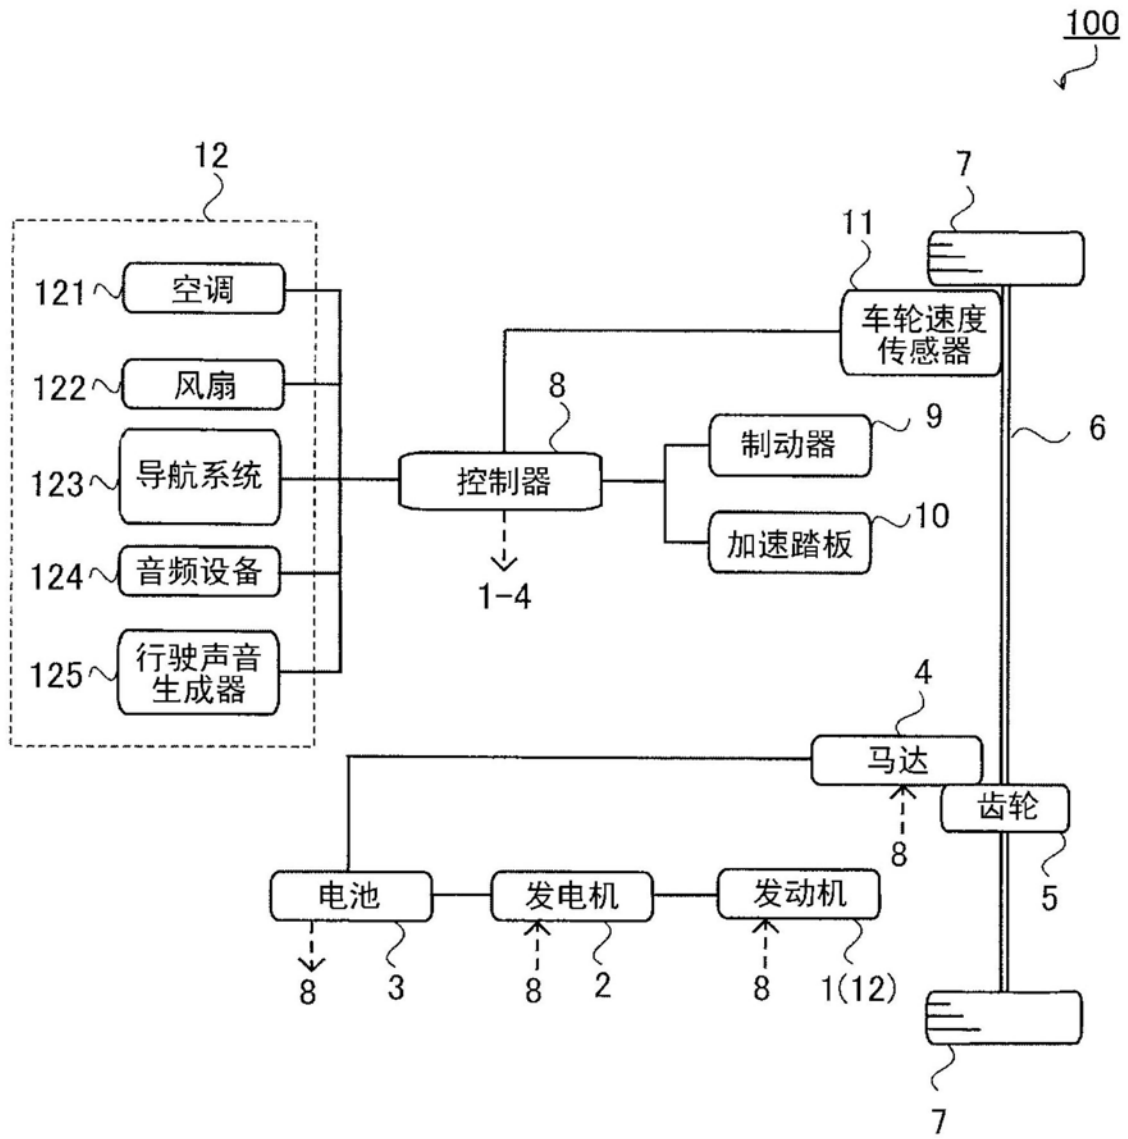 100
12
7
11
121
空调
车轮速度
传感器
122
风扇
8
9
制动器
6
123
导航系统
控制器
10
加速踏板
124
音频设备
1-4
125
行驶声音
生成器
4
马达
齿轮
8
5
电池
发电机
发动机
8
3
8
2
8
1(12)
7